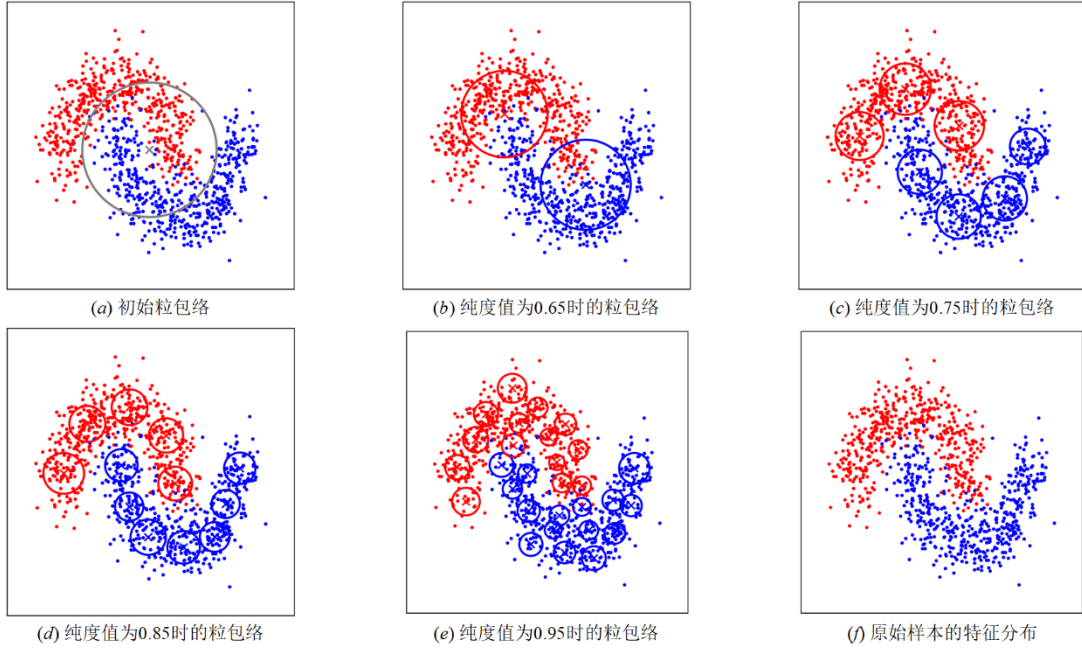 (a) 初始粒包络
(b) 纯度值为0.65时的粒包络
(c) 纯度值为0.75时的粒包络
(d) 纯度值为0.85时的粒包络
(e) 纯度值为0.95时的粒包络
(f) 原始样本的特征分布